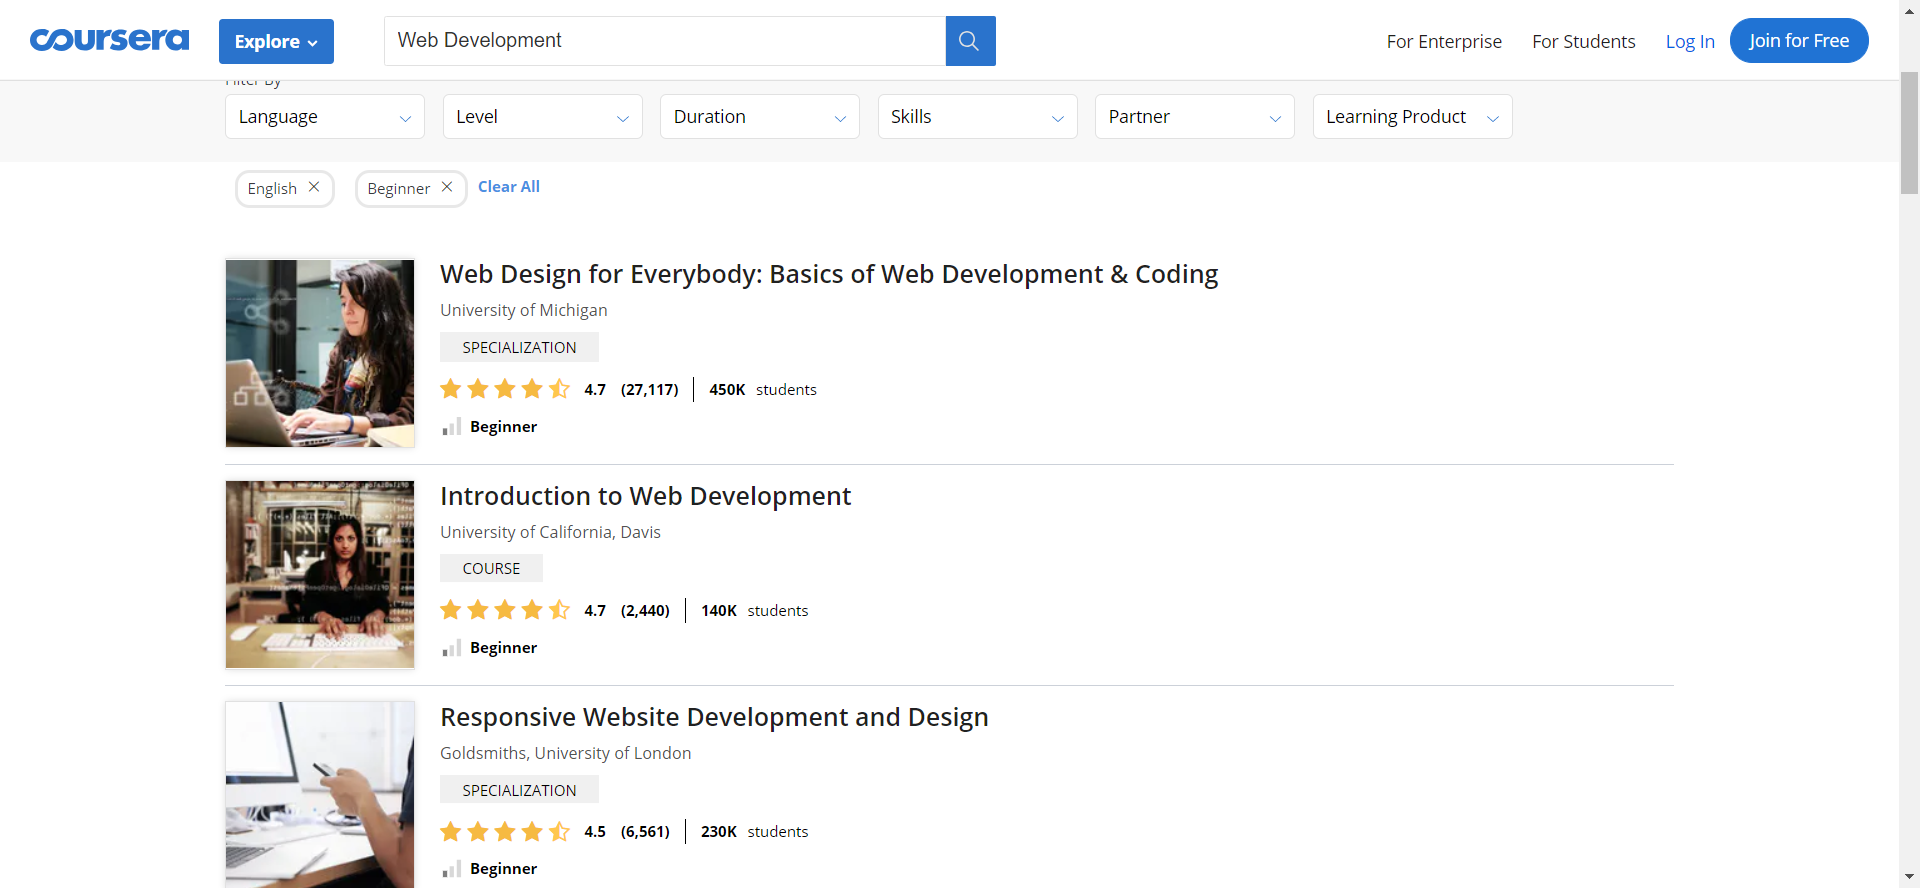 coursera
Explore
Web Development
For Enterprise
For Students
Log In
Join for Free
Filter By
Language
Level
Duration
Skills
Partner
Learning Product
English
Beginner
Clear All
Web Design for Everybody: Basics of Web Development & Coding
University of Michigan
SPECIALIZATION
4.7 (27,117) 450K students
Beginner
Introduction to Web Development
University of California, Davis
COURSE
4.7 (2,440) 140K students
Beginner
Responsive Website Development and Design
Goldsmiths, University of London
SPECIALIZATION
4.5 (6,561) 230K students
Beginner